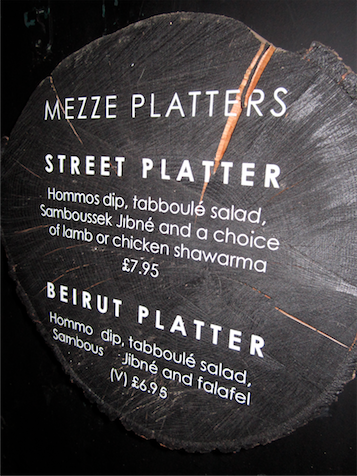 MEZZE PLATTERS
STREET PLATTER
Hommos dip, tabboulé salad,
Samboussek Jibné and a choice
of lamb or chicken shawarma
£7.95
BEIRUT PLATTER
Hommo dip, tabboulé salad,
Sambous Jibné and falafel
(V) £6.95